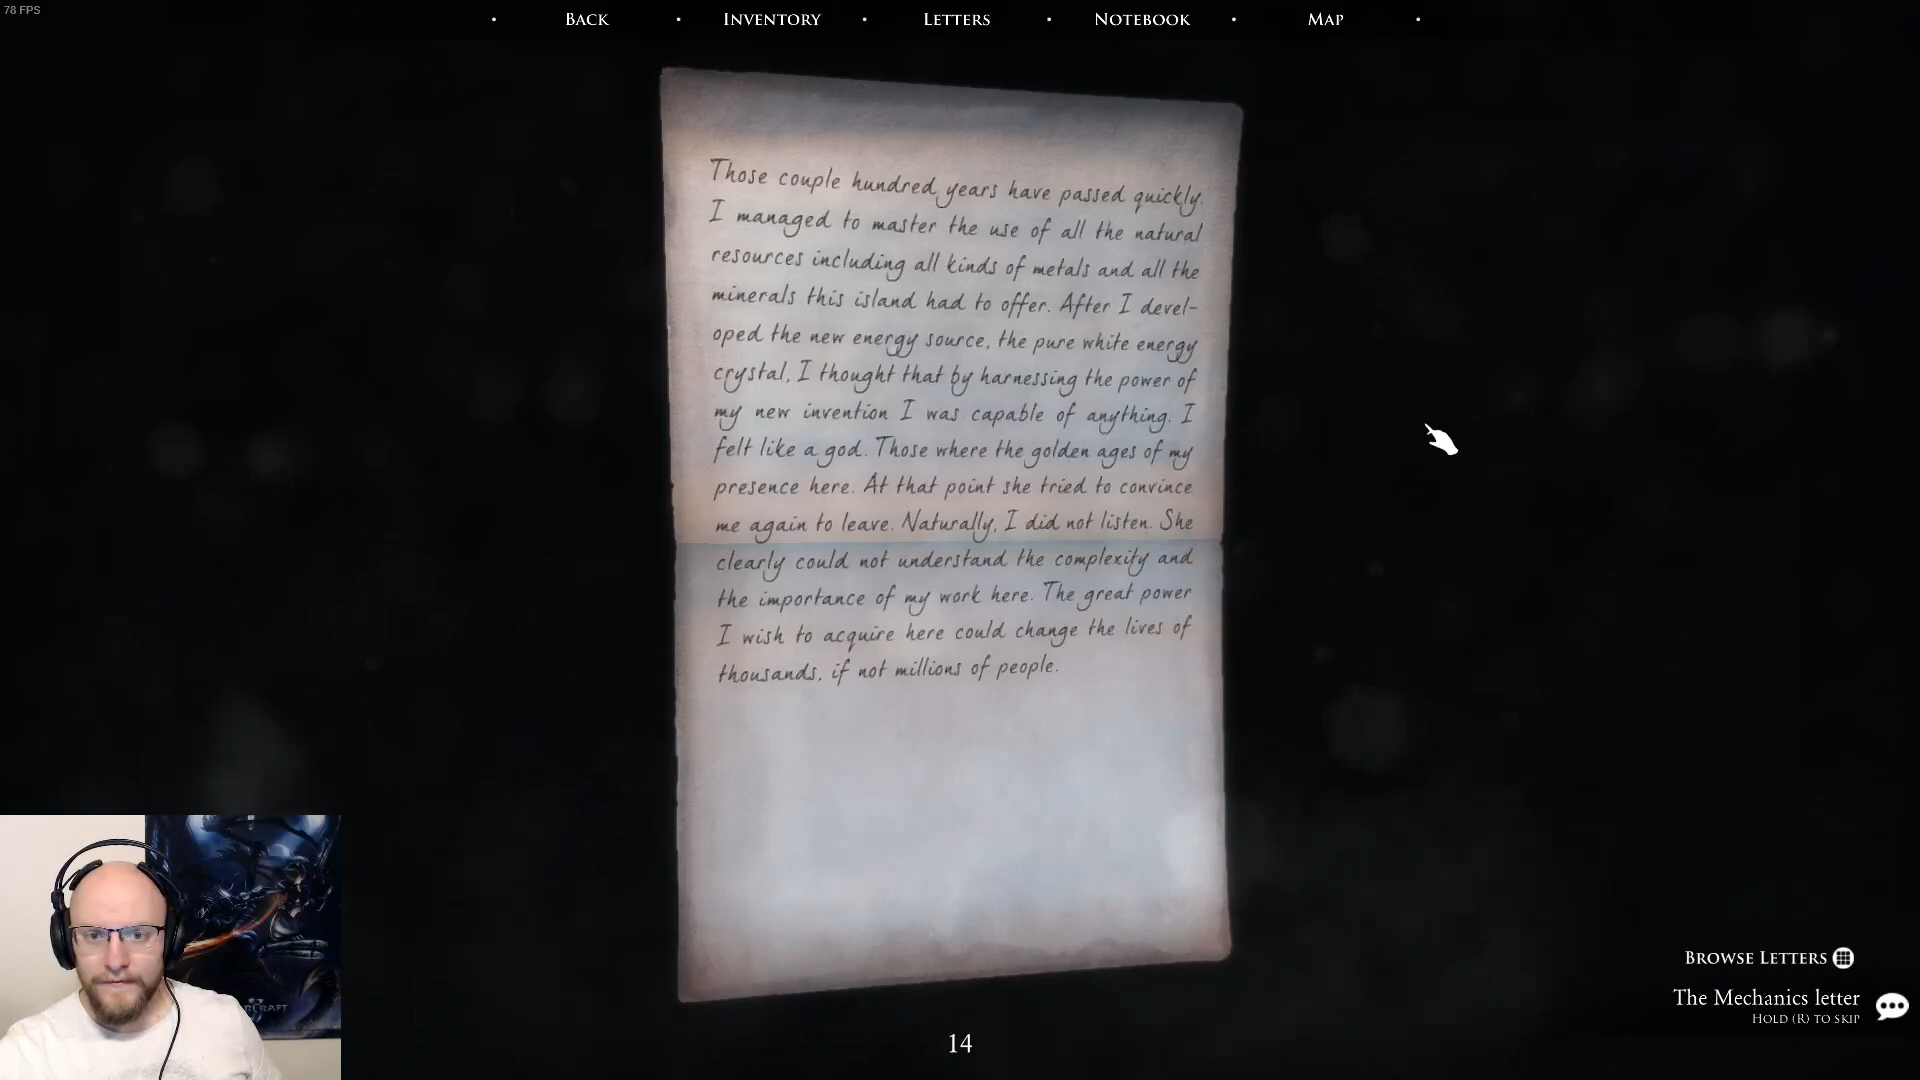 78 FPS
BACK
INVENTORY
LETTERS
NOTEBOOK
MAP
Those couple hundred years have passed quickly.
I managed to master the use of all the natural
resources including all kinds of metals and all the
minerals this island had to offer. After I devel-
oped the new energy source, the pure white energy
crystal, I thought that by harnessing the power of
my new invention I was capable of anything. I
felt like a god. Those where the golden ages of my
presence here. At that point she tried to convince
me again to leave. Naturally, I did not listen. She
clearly could not understand the complexity and
the importance of my work here. The great power
I wish to acquire here could change the lives of
thousands, if not millions of people.
BROWSE LETTERS
The Mechanics letter
HOLD (R) TO SKIP
14